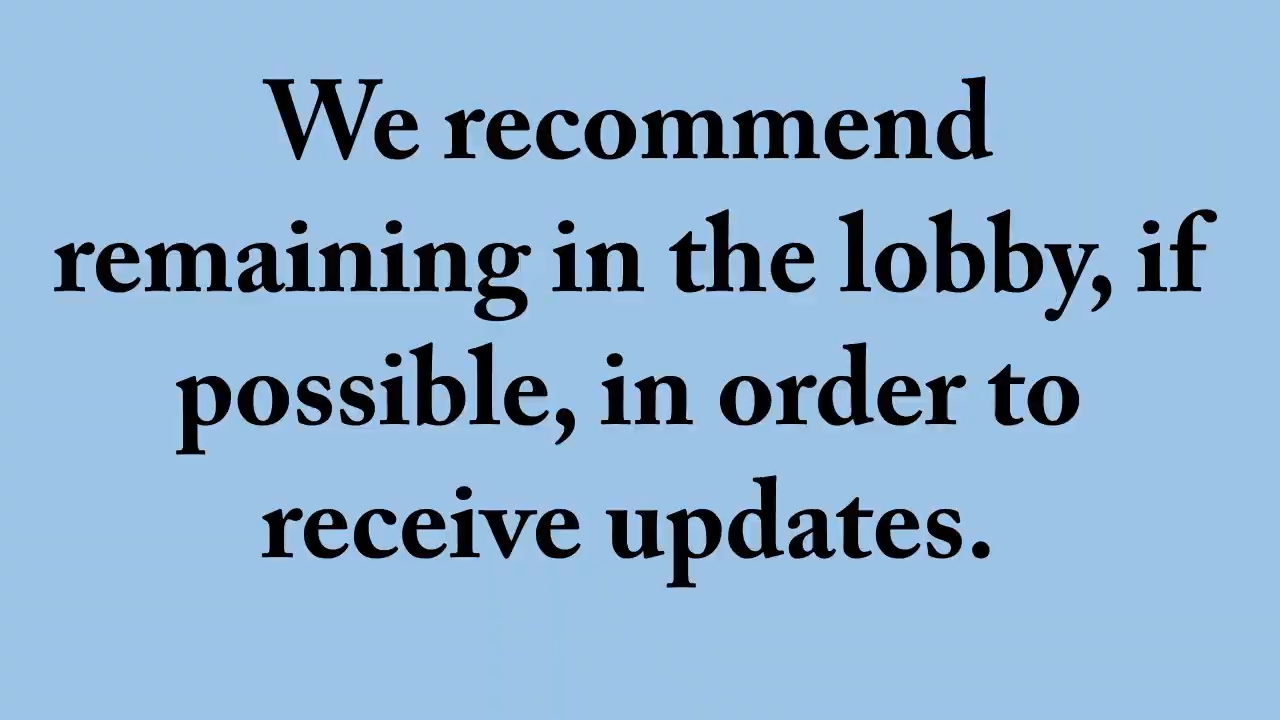 We recommend
remaining in the lobby, if
possible, in order to
receive updates.